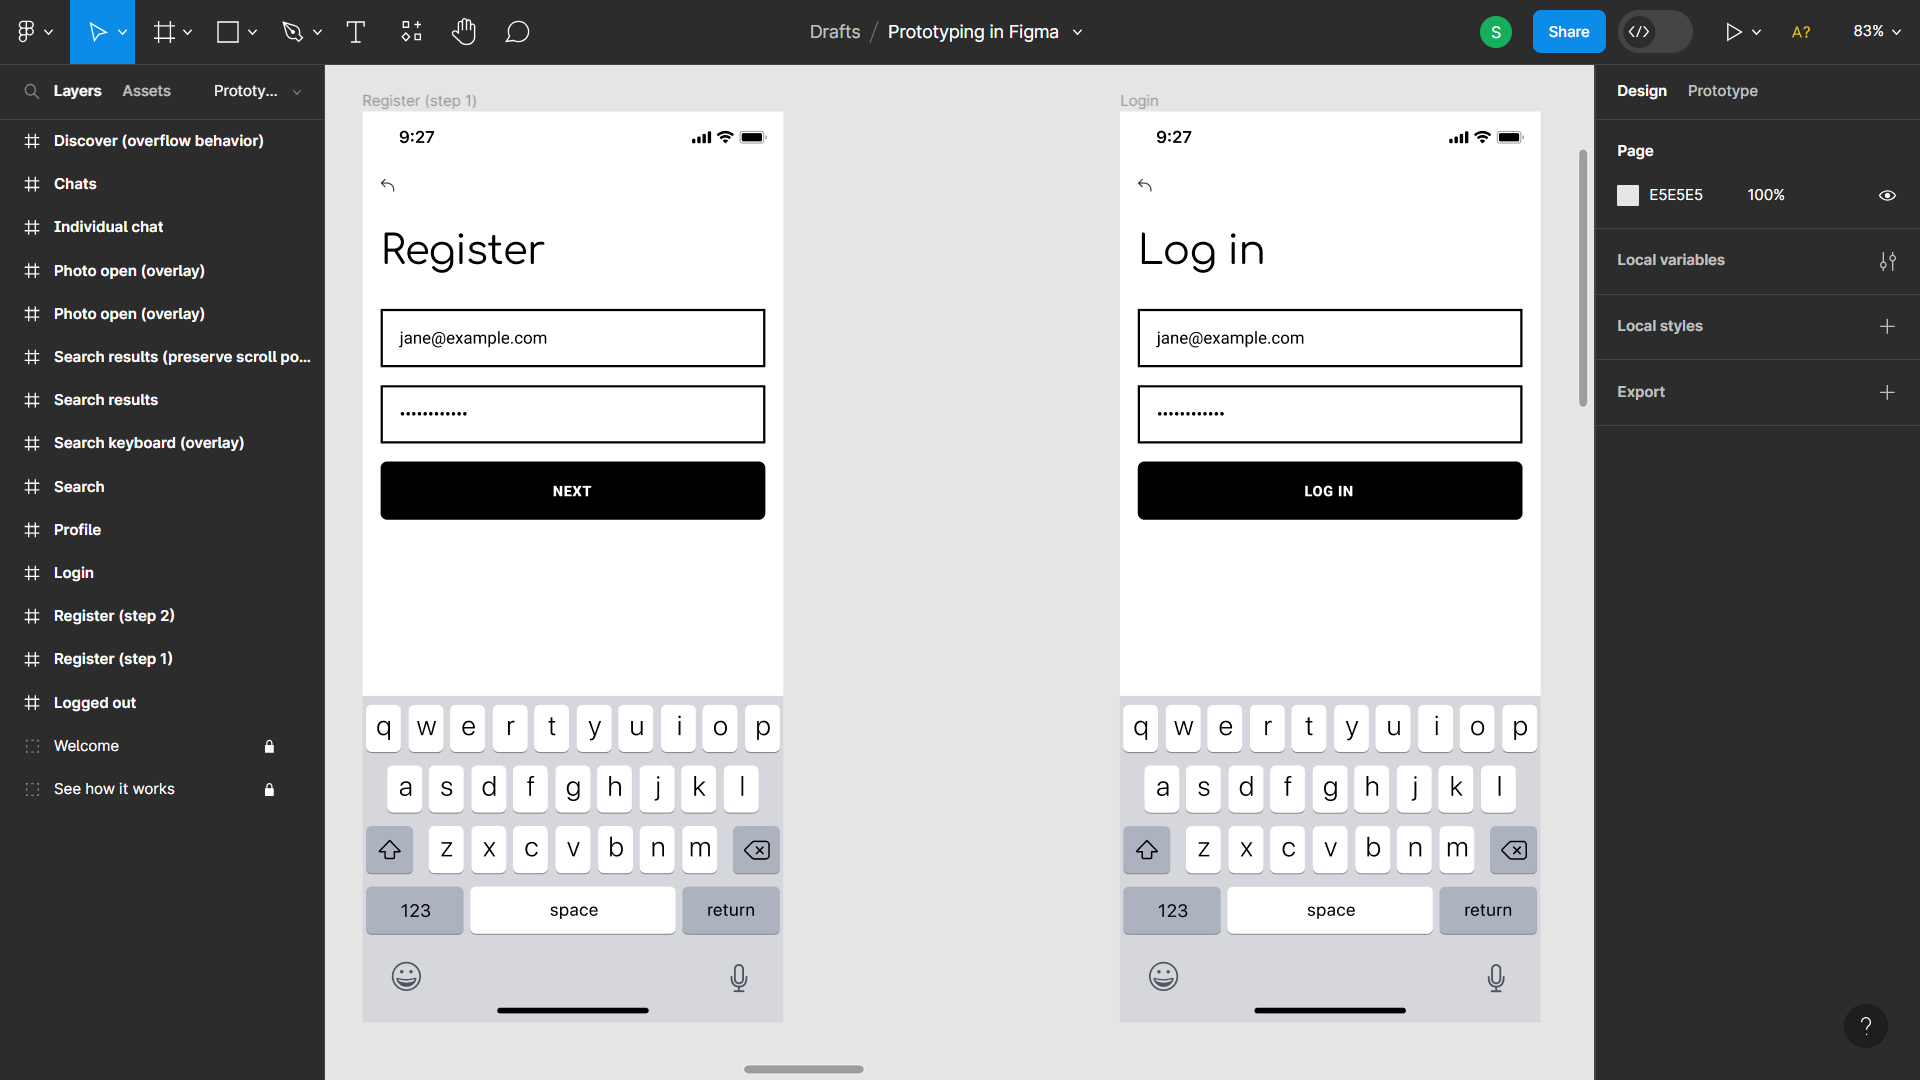 Drafts / Prototyping in Figma
S
Share
A?
83%
Layers
Assets
Prototy...
Discover (overflow behavior)
Chats
Individual chat
Photo open (overlay)
Photo open (overlay)
Search results (preserve scroll po...
Search results
Search keyboard (overlay)
Search
Profile
Login
Register (step 2)
Register (step 1)
Logged out
Welcome
See how it works
Register (step 1)
9:27
Register
jane@example.com
••••••••••••
NEXT
q w e r t y u i o p
a s d f g h j k l
z x c v b n m
123 space return
Login
9:27
Log in
jane@example.com
••••••••••••
LOG IN
q w e r t y u i o p
a s d f g h j k l
z x c v b n m
123 space return
Design
Prototype
Page
E5E5E5 100%
Local variables
Local styles
Export
?